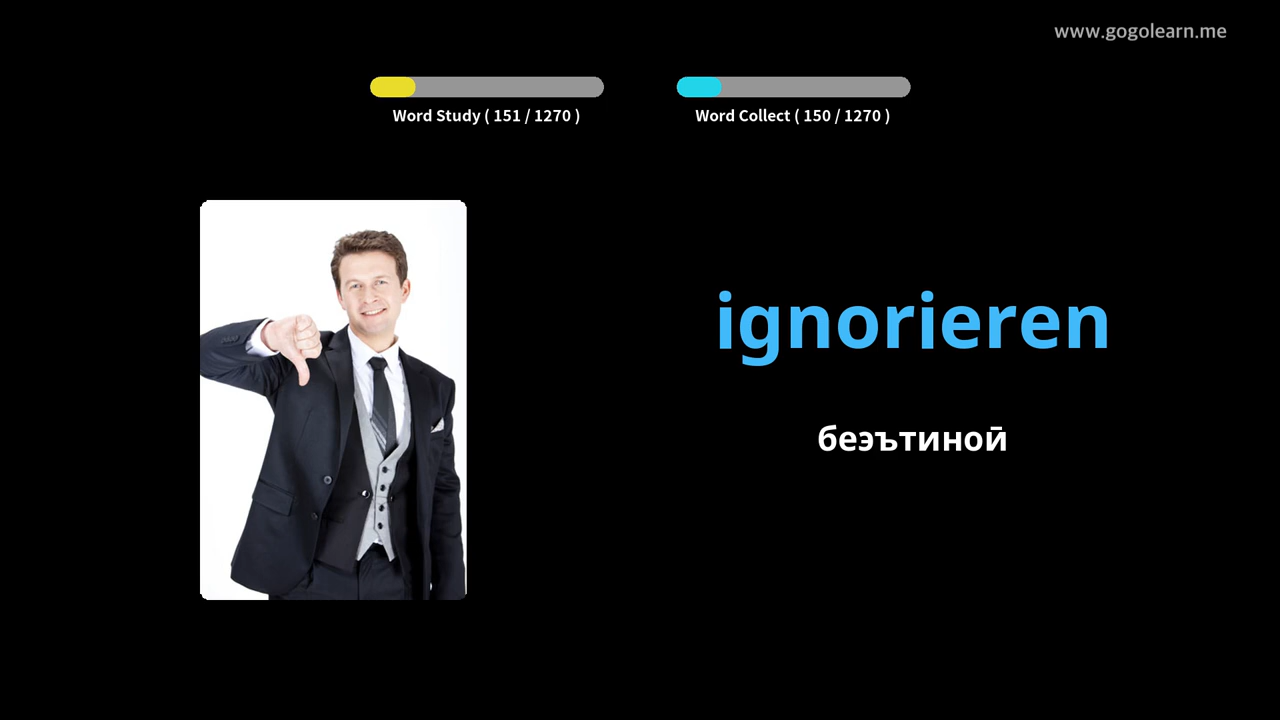 www.gogolearn.me
Word Study ( 151 / 1270 )
Word Collect ( 150 / 1270 )
ignorieren
беэътиноӣ